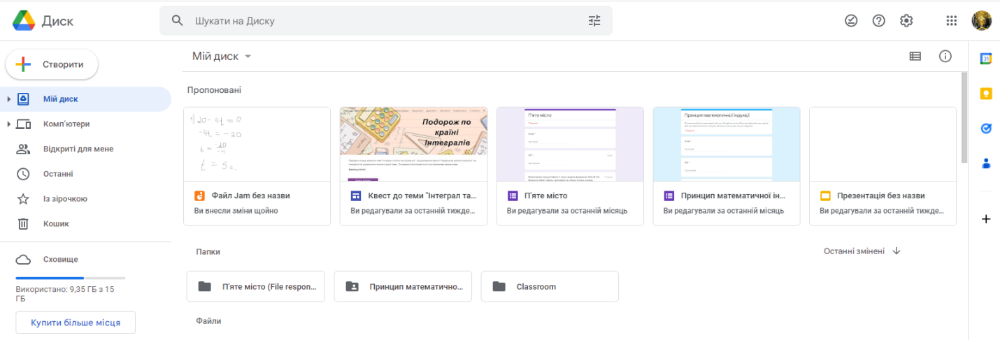 Диск
Шукати на Диску
31
Створити
Мій диск
Комп'ютери
Відкриті для мене
Останні
Із зірочкою
Кошик
Сховище
Використано: 9,35 ГБ з 15
ГБ
Купити більше місця
Мій диск
Пропоновані
1) 20 - 4t = 0
-4t = -20
t = -20/-4
t = 5 c.
Файл Jam без назви
Ви внесли зміни щойно
Подорож по
країні
Інтегралів
Квест до теми "Інтеграл та...
Ви редагували за останній тижде...
П'яте місто
П'яте місто
Ви редагували за останній місяць
Принцип математичної індукції
Принцип математичної ін...
Ви редагували за останній місяць
Презентація без назви
Ви редагували за останній тижде...
Папки
Останні змінені
П'яте місто (File respon...
Принцип математично...
Classroom
Файли